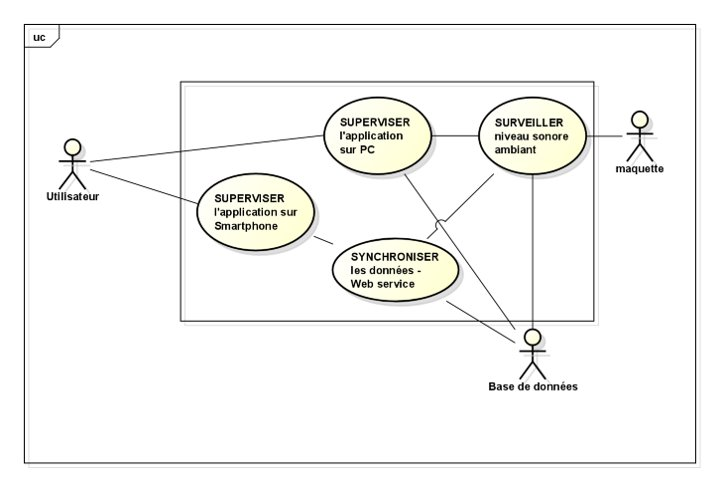 uc
SUPERVISER
l'application
sur PC
SURVEILLER
niveau sonore
ambiant
maquette
Utilisateur
SUPERVISER
l'application sur
Smartphone
SYNCHRONISER
les données -
Web service
Base de données